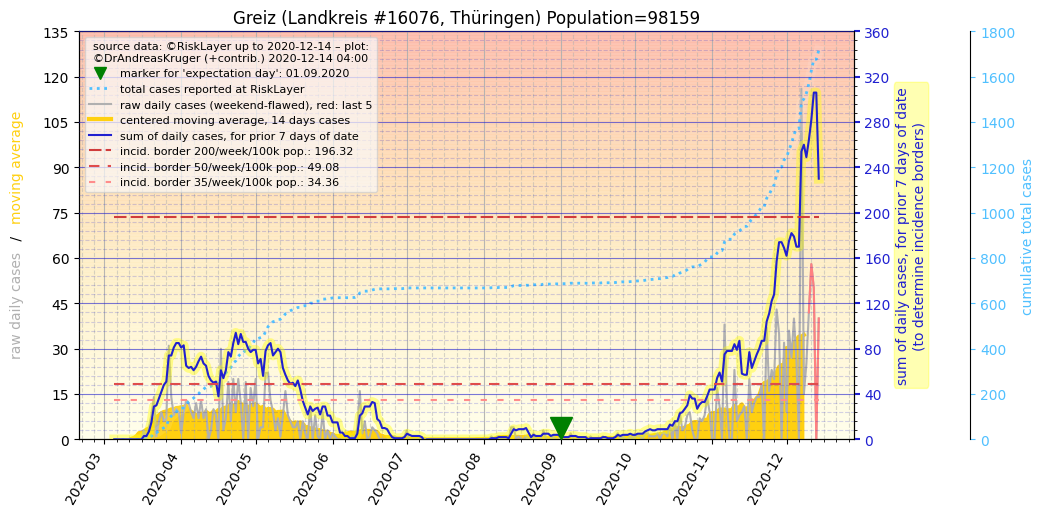 Greiz (Landkreis #16076, Thüringen) Population=98159
source data: ©RiskLayer up to 2020-12-14 – plot:
©DrAndreasKruger (+contrib.) 2020-12-14 04:00
marker for 'expectation day': 01.09.2020
total cases reported at RiskLayer
raw daily cases (weekend-flawed), red: last 5
centered moving average, 14 days cases
sum of daily cases, for prior 7 days of date
incid. border 200/week/100k pop.: 196.32
incid. border 50/week/100k pop.: 49.08
incid. border 35/week/100k pop.: 34.36
raw daily cases / moving average
135
120
105
90
75
60
45
30
15
0
2020-03
2020-04
2020-05
2020-06
2020-07
2020-08
2020-09
2020-10
2020-11
2020-12
360
320
280
240
200
160
120
80
40
0
sum of daily cases, for prior 7 days of date
(to determine incidence borders)
1800
1600
1400
1200
1000
800
600
400
200
0
cumulative total cases